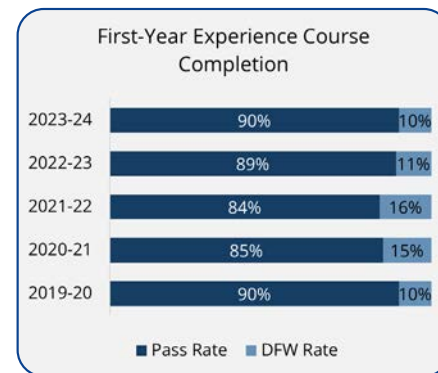 First-Year Experience Course
Completion
2023-24 90% 10%
2022-23 89% 11%
2021-22 84% 16%
2020-21 85% 15%
2019-20 90% 10%
Pass Rate DFW Rate